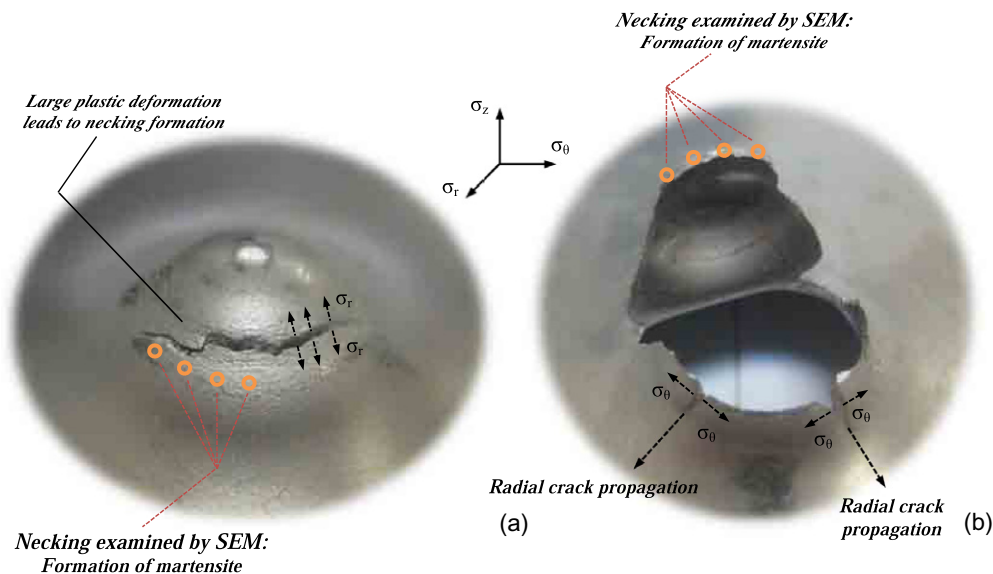 Necking examined by SEM:
Formation of martensite
Large plastic deformation
leads to necking formation
σz
σθ
σr
σr
σr
σθ
σθ
σθ
σθ
Radial crack propagation
Radial crack
propagation
(a)
(b)
Necking examined by SEM:
Formation of martensite